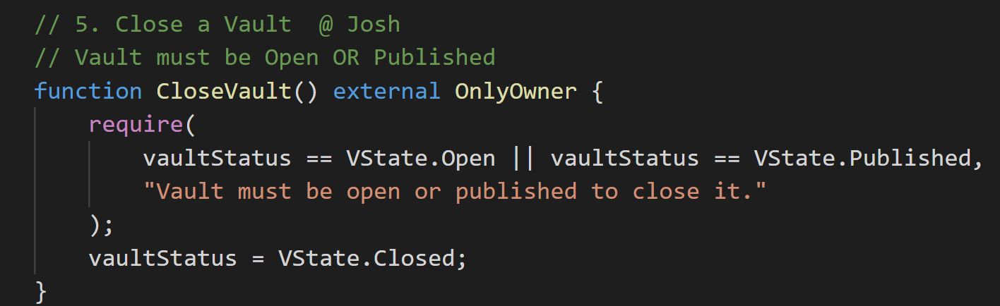 // 5. Close a Vault  @ Josh
// Vault must be Open OR Published
function CloseVault() external OnlyOwner {
    require(
        vaultStatus == VState.Open || vaultStatus == VState.Published,
        "Vault must be open or published to close it."
    );
    vaultStatus = VState.Closed;
}